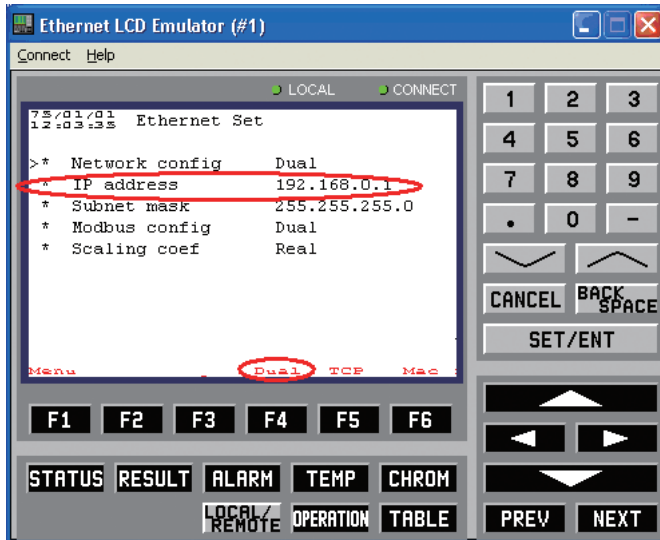 Ethernet LCD Emulator (#1)
Connect Help
LOCAL CONNECT
75/01/01
12:03:35 Ethernet Set
>* Network config Dual
* IP address 192.168.0.1
* Subnet mask 255.255.255.0
* Modbus config Dual
* Scaling coef Real
Menu Dual TCP Mac
F1 F2 F3 F4 F5 F6
STATUS RESULT ALARM TEMP CHROM
LOCAL/REMOTE OPERATION TABLE
1 2 3
4 5 6
7 8 9
. 0 -
CANCEL BACK SPACE
SET/ENT
PREV NEXT